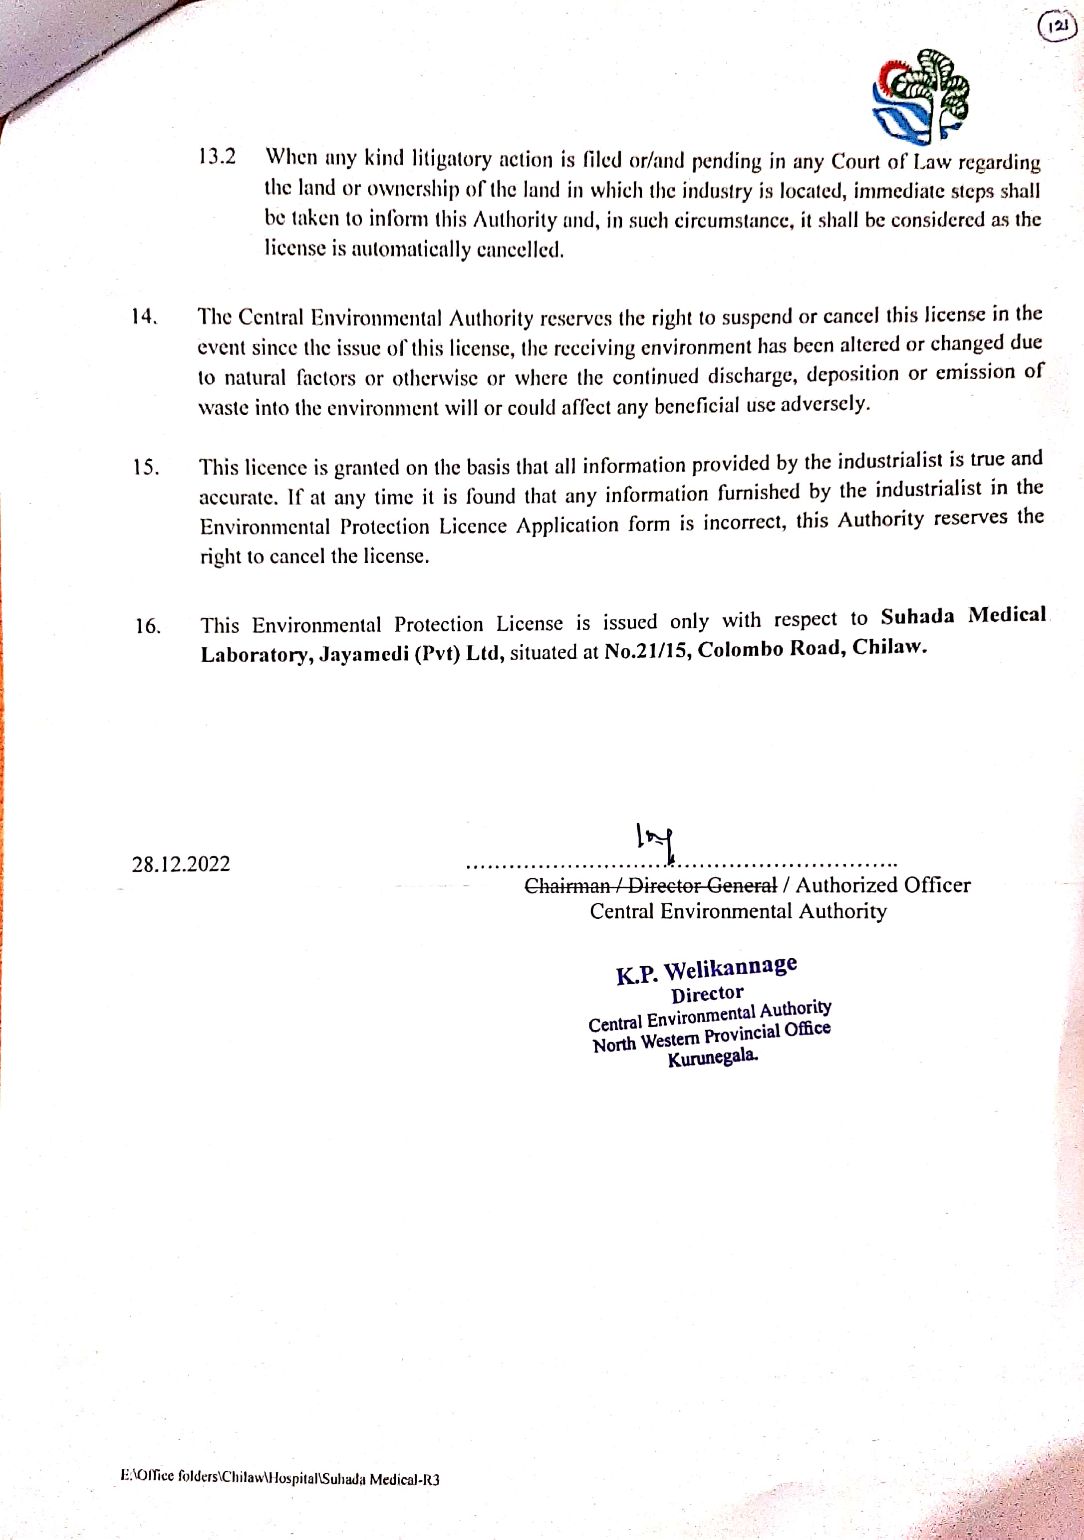 121
13.2 When any kind litigatory action is filed or/and pending in any Court of Law regarding
the land or ownership of the land in which the industry is located, immediate steps shall
be taken to inform this Authority and, in such circumstance, it shall be considered as the
license is automatically cancelled.
14. The Central Environmental Authority reserves the right to suspend or cancel this license in the
event since the issue of this license, the receiving environment has been altered or changed due
to natural factors or otherwise or where the continued discharge, deposition or emission of
waste into the environment will or could affect any beneficial use adversely.
15. This licence is granted on the basis that all information provided by the industrialist is true and
accurate. If at any time it is found that any information furnished by the industrialist in the
Environmental Protection Licence Application form is incorrect, this Authority reserves the
right to cancel the license.
16. This Environmental Protection License is issued only with respect to Suhada Medical
Laboratory, Jayamedi (Pvt) Ltd, situated at No.21/15, Colombo Road, Chilaw.
28.12.2022
Chairman / Director General / Authorized Officer
Central Environmental Authority
K.P. Welikannage
Director
Central Environmental Authority
North Western Provincial Office
Kurunegala.
E:\Office folders\Chilaw\Hospital\Suhada Medical-R3